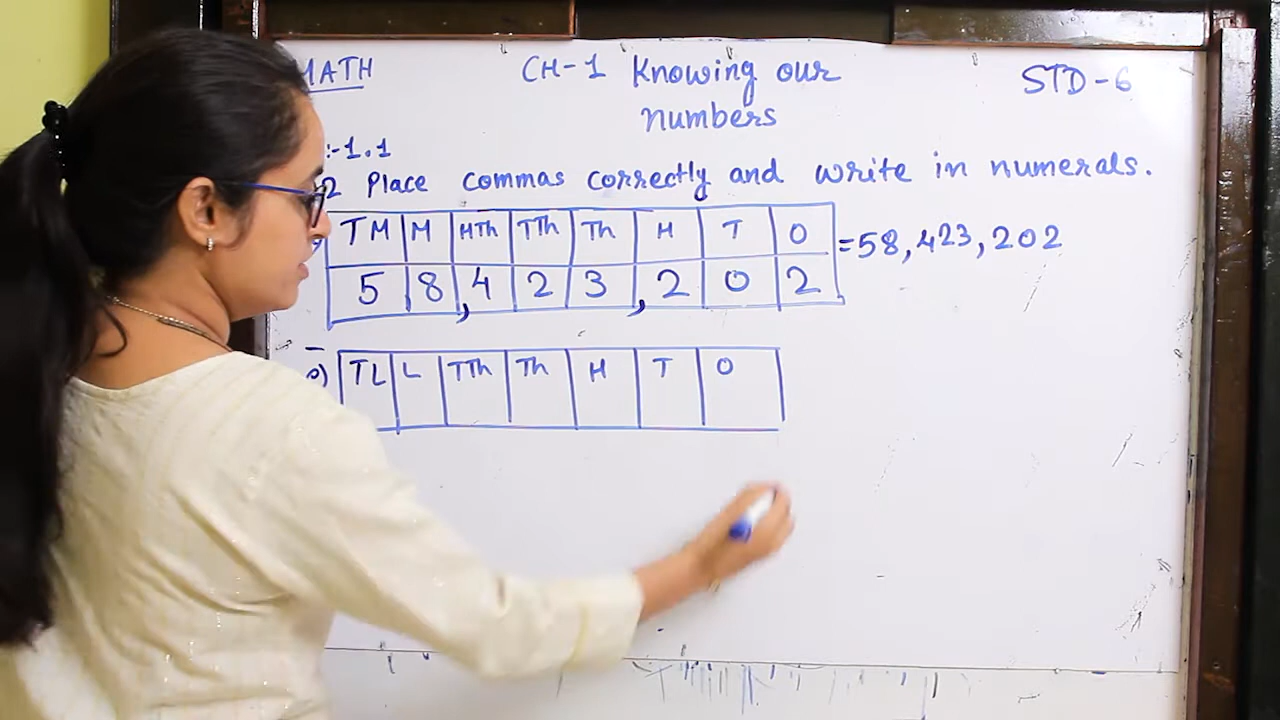 MATH CH-1 Knowing our STD-6
numbers
:-1.1
2 Place commas correctly and write in numerals.
TM M HTh TTh Th H T O
5 8,4 2 3,2 0 2 =58,423,202
e) TL L TTh Th H T O